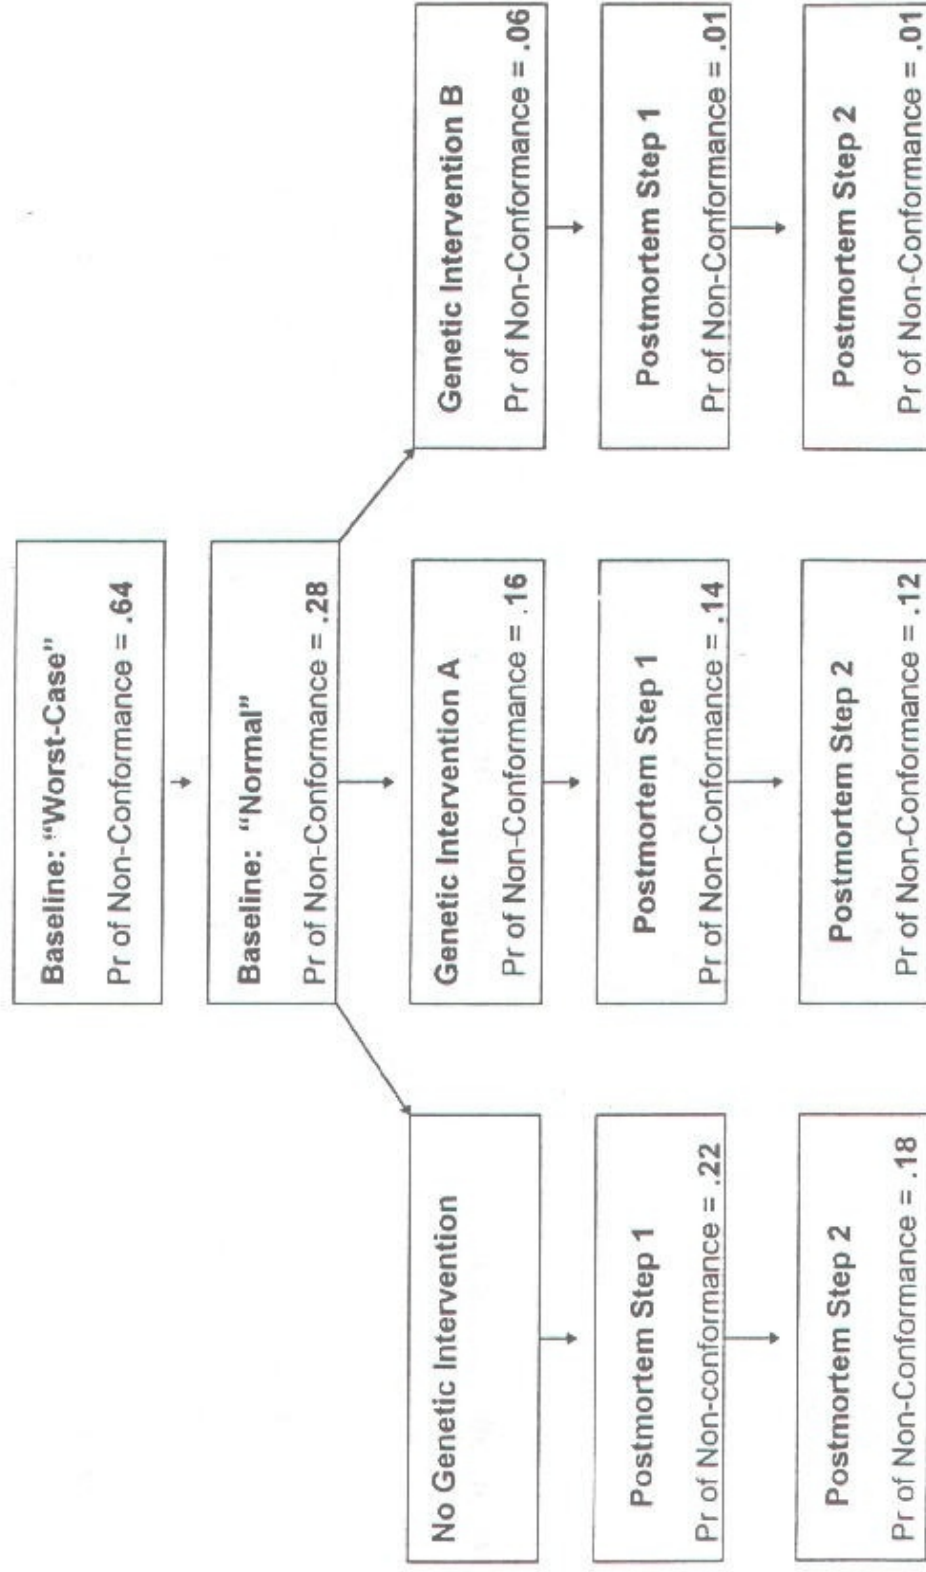 Baseline: “Worst-Case”
Pr of Non-Conformance = .64
Baseline: “Normal”
Pr of Non-Conformance = .28
No Genetic Intervention
Genetic Intervention A
Pr of Non-Conformance = .16
Genetic Intervention B
Pr of Non-Conformance = .06
Postmortem Step 1
Pr of Non-conformance = .22
Postmortem Step 1
Pr of Non-Conformance = .14
Postmortem Step 1
Pr of Non-Conformance = .01
Postmortem Step 2
Pr of Non-Conformance = .18
Postmortem Step 2
Pr of Non-Conformance = .12
Postmortem Step 2
Pr of Non-Conformance = .01